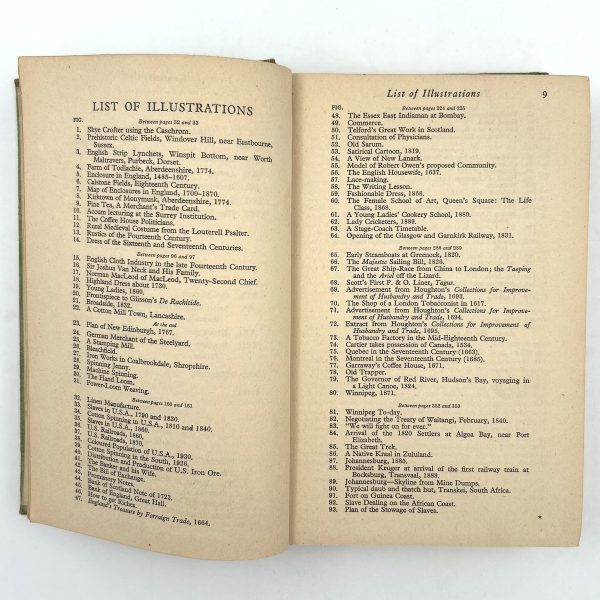 LIST OF ILLUSTRATIONS
FIG.
Between pages 32 and 33
1. Skye Crofter using the Caschrom.
2. Prehistoric Celtic Fields, Windover Hill, near Eastbourne,
Sussex.
3. English Strip Lynchets, Winspit Bottom, near Worth
Maltravers, Purbeck, Dorset.
4. Farm of Todlachie, Aberdeenshire, 1774.
5. Enclosure in England, 1485–1607.
6. Calstone Fields, Eighteenth Century.
7. Map of Enclosures in England, 1700–1870.
8. Kirktown of Monymusk, Aberdeenshire, 1774.
9. Fine Tea, A Merchant's Trade Card.
10. Accum lecturing at the Surrey Institution.
11. The Coffee House Politicians.
12. Rural Medieval Costume from the Louterell Psalter.
13. Rustics of the Fourteenth Century.
14. Dress of the Sixteenth and Seventeenth Centuries.
Between pages 96 and 97
15. English Cloth Industry in the late Fourteenth Century.
16. Sir Joshua Van Neck and His Family.
17. Norman MacLeod of MacLeod, Twenty-Second Chief.
18. Highland Dress about 1730.
19. Young Ladies, 1860.
20. Frontispiece to Glisson's De Rachitide.
21. Broadside, 1832.
22. A Cotton Mill Town, Lancashire.
At the end
23. Plan of New Edinburgh, 1767.
24. German Merchant of the Steelyard.
25. A Stamping Mill.
26. Bleachfield.
27. Iron Works in Coalbrookdale, Shropshire.
28. Spinning Jenny.
29. Machine Spinning.
30. The Hand Loom.
31. Power-Loom Weaving.
Between pages 160 and 161
32. Linen Manufacture.
33. Slaves in U.S.A., 1790 and 1830.
34. Cotton Spinning in U.S.A., 1810 and 1840.
35. Slaves in U.S.A., 1860.
36. U.S. Railroads, 1860.
37. U.S. Railroads, 1870.
38. Coloured Population of U.S.A., 1930.
39. Cotton Spinning in the South, 1926.
40. Distribution and Production of U.S. Iron Ore.
41. The Banker and his Wife.
42. The Bill of Exchange.
43. Promissory Notes.
44. Bank of Scotland Note of 1723.
45. Bank of England, Great Hall.
46. How to get Riches.
47. England's Treasure by Forraign Trade, 1664.
List of Illustrations 9
FIG.
Between pages 224 and 225
48. The Essex East Indiaman at Bombay.
49. Commerce.
50. Telford's Great Work in Scotland.
51. Consultation of Physicians.
52. Old Sarum.
53. Satirical Cartoon, 1819.
54. A View of New Lanark.
55. Model of Robert Owen's proposed Community.
56. The English Housewife, 1637.
57. Lace-making.
58. The Writing Lesson.
59. Fashionable Dress, 1868.
60. The Female School of Art, Queen's Square: The Life
Class, 1868.
61. A Young Ladies' Cookery School, 1880.
62. Lady Cricketers, 1889.
63. A Stage-Coach Timetable.
64. Opening of the Glasgow and Garnkirk Railway, 1831.
Between pages 288 and 289
65. Early Steamboats at Greenock, 1820.
66. The Majestic Sailing Bill, 1826.
67. The Great Ship-Race from China to London; the Taeping
and the Ariel off the Lizard.
68. Scott's First P. & O. Liner, Tagus.
69. Advertisement from Houghton's Collections for Improve-
ment of Husbandry and Trade, 1693.
70. The Shop of a London Tobacconist in 1617.
71. Advertisement from Houghton's Collections for Improve-
ment of Husbandry and Trade, 1694.
72. Extract from Houghton's Collections for Improvement of
Husbandry and Trade, 1695.
73. A Tobacco Factory in the Mid-Eighteenth Century.
74. Cartier takes possession of Canada, 1534.
75. Quebec in the Seventeenth Century (1663).
76. Montreal in the Seventeenth Century (1685).
77. Garraway's Coffee House, 1671.
78. Old Trapper.
79. The Governor of Red River, Hudson's Bay, voyaging in
a Light Canoe, 1824.
80. Winnipeg, 1871.
Between pages 352 and 353
81. Winnipeg To-day.
82. Negotiating the Treaty of Waitangi, February, 1840.
83. "We will fight on for ever."
84. Arrival of the 1820 Settlers at Algoa Bay, near Port
Elizabeth.
85. The Great Trek.
86. A Native Kraal in Zululand.
87. Johannesburg, 1885.
88. President Kruger at arrival of the first railway train at
Bocksburg, Transvaal, 1888.
89. Johannesburg—Skyline from Mine Dumps.
90. Typical daub and thatch hut, Transkei, South Africa.
91. Fort on Guinea Coast.
92. Slave Dealing on the African Coast.
93. Plan of the Stowage of Slaves.
*